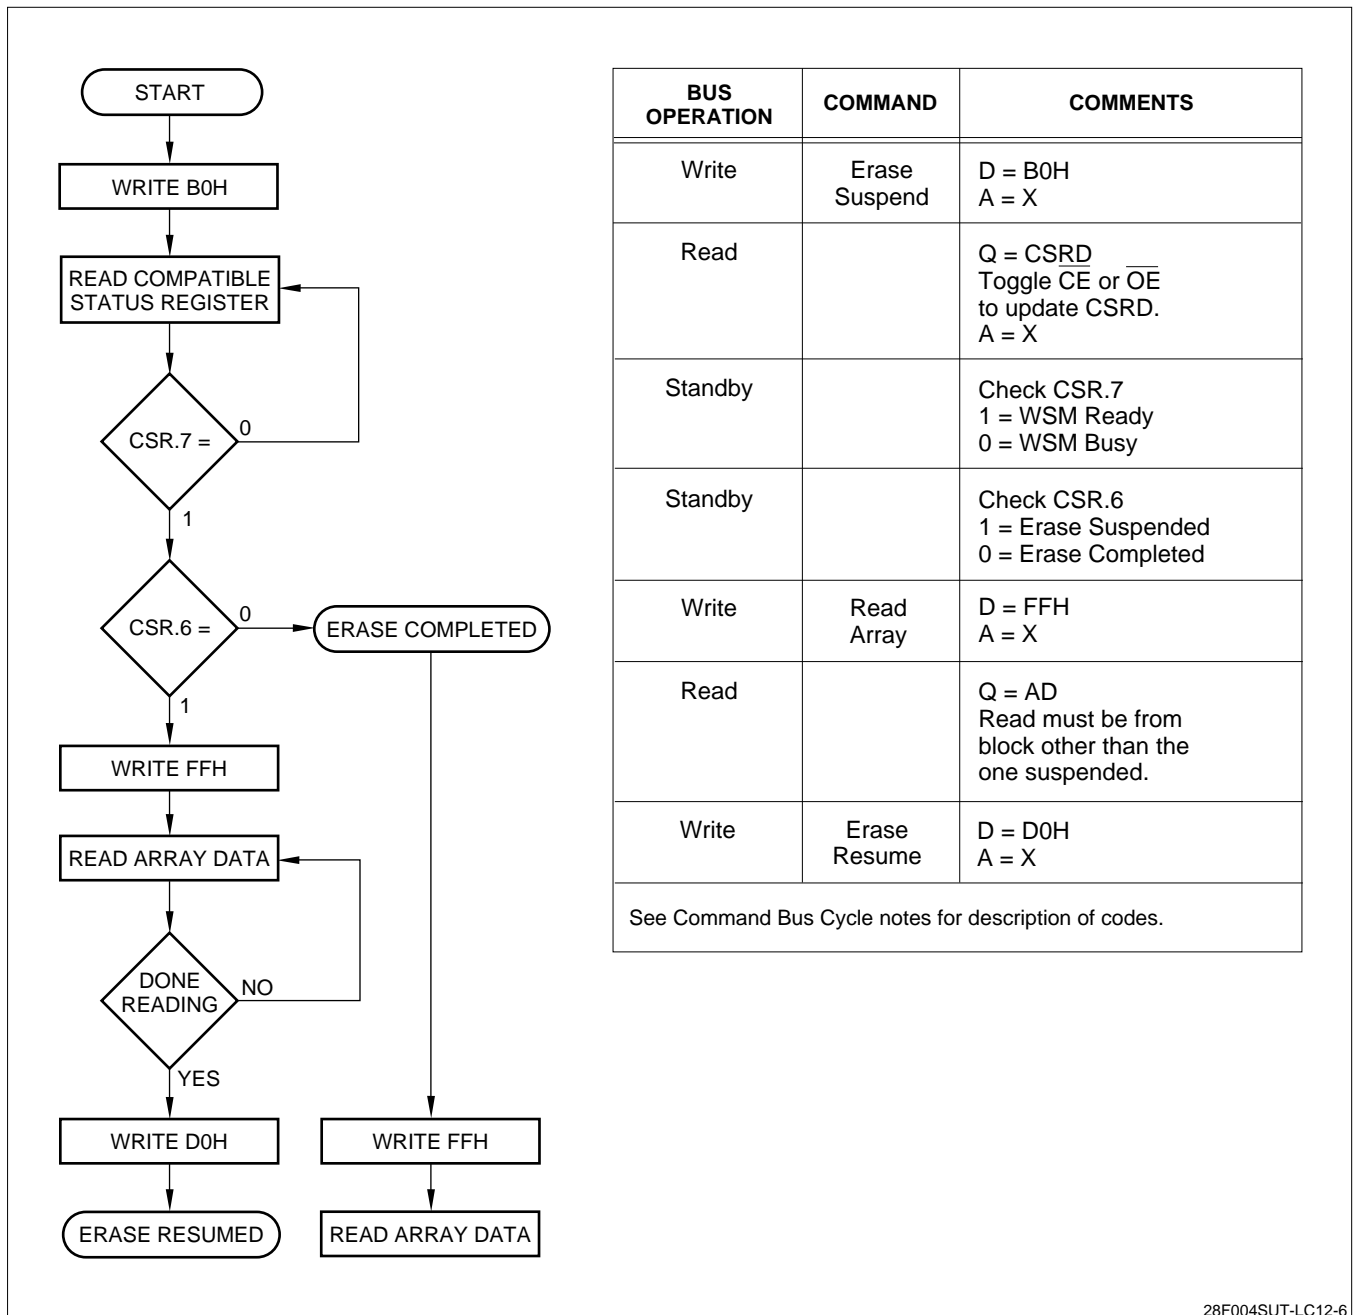 START
WRITE B0H
READ COMPATIBLE
STATUS REGISTER
CSR.7 =
0
1
CSR.6 =
0
ERASE COMPLETED
1
WRITE FFH
READ ARRAY DATA
DONE
READING
NO
YES
WRITE D0H
WRITE FFH
ERASE RESUMED
READ ARRAY DATA
BUS
OPERATION
COMMAND
COMMENTS
Write
Erase
Suspend
D = B0H
A = X
Read
Q = CSRD
Toggle C̅E̅ or O̅E̅
to update CSRD.
A = X
Standby
Check CSR.7
1 = WSM Ready
0 = WSM Busy
Standby
Check CSR.6
1 = Erase Suspended
0 = Erase Completed
Write
Read
Array
D = FFH
A = X
Read
Q = AD
Read must be from
block other than the
one suspended.
Write
Erase
Resume
D = D0H
A = X
See Command Bus Cycle notes for description of codes.
28F004SUT-LC12-6